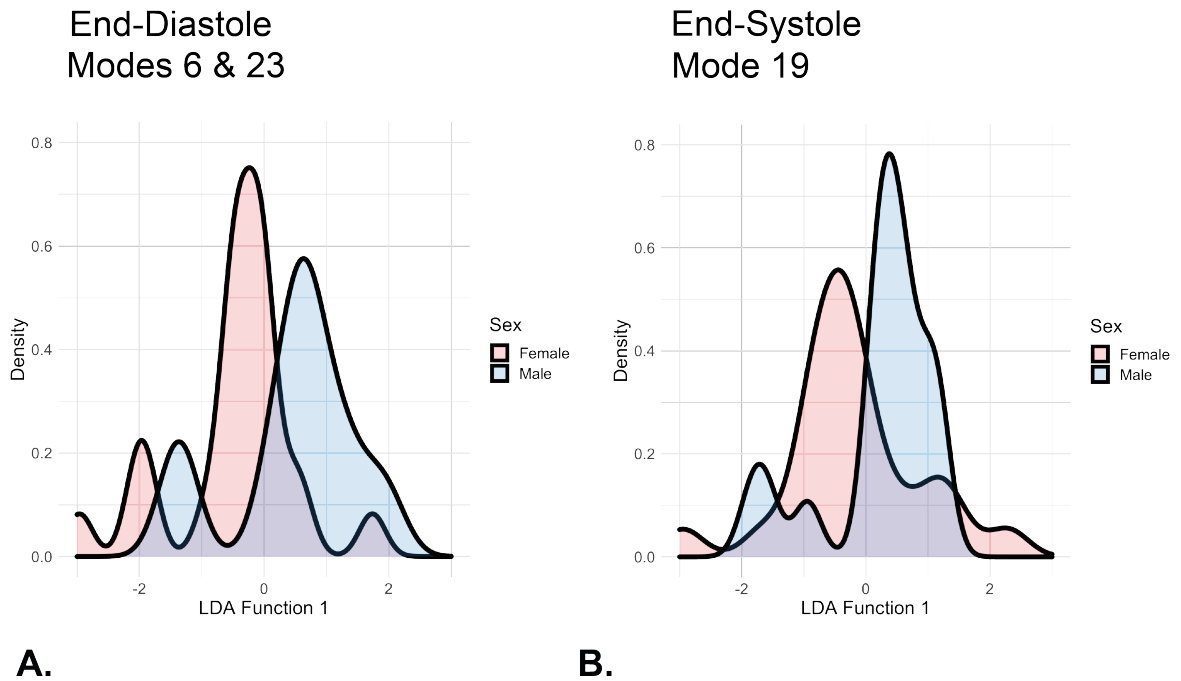 End-Diastole
Modes 6 & 23
0.8
0.6
0.4
0.2
0.0
Density
-2
0
2
LDA Function 1
Sex
Female
Male
A.
End-Systole
Mode 19
0.8
0.6
0.4
0.2
0.0
Density
-2
0
2
LDA Function 1
Sex
Female
Male
B.